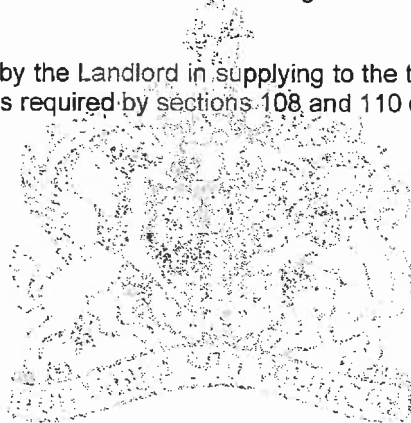 by the Landlord in supplying to the t
s required by sections 108 and 110